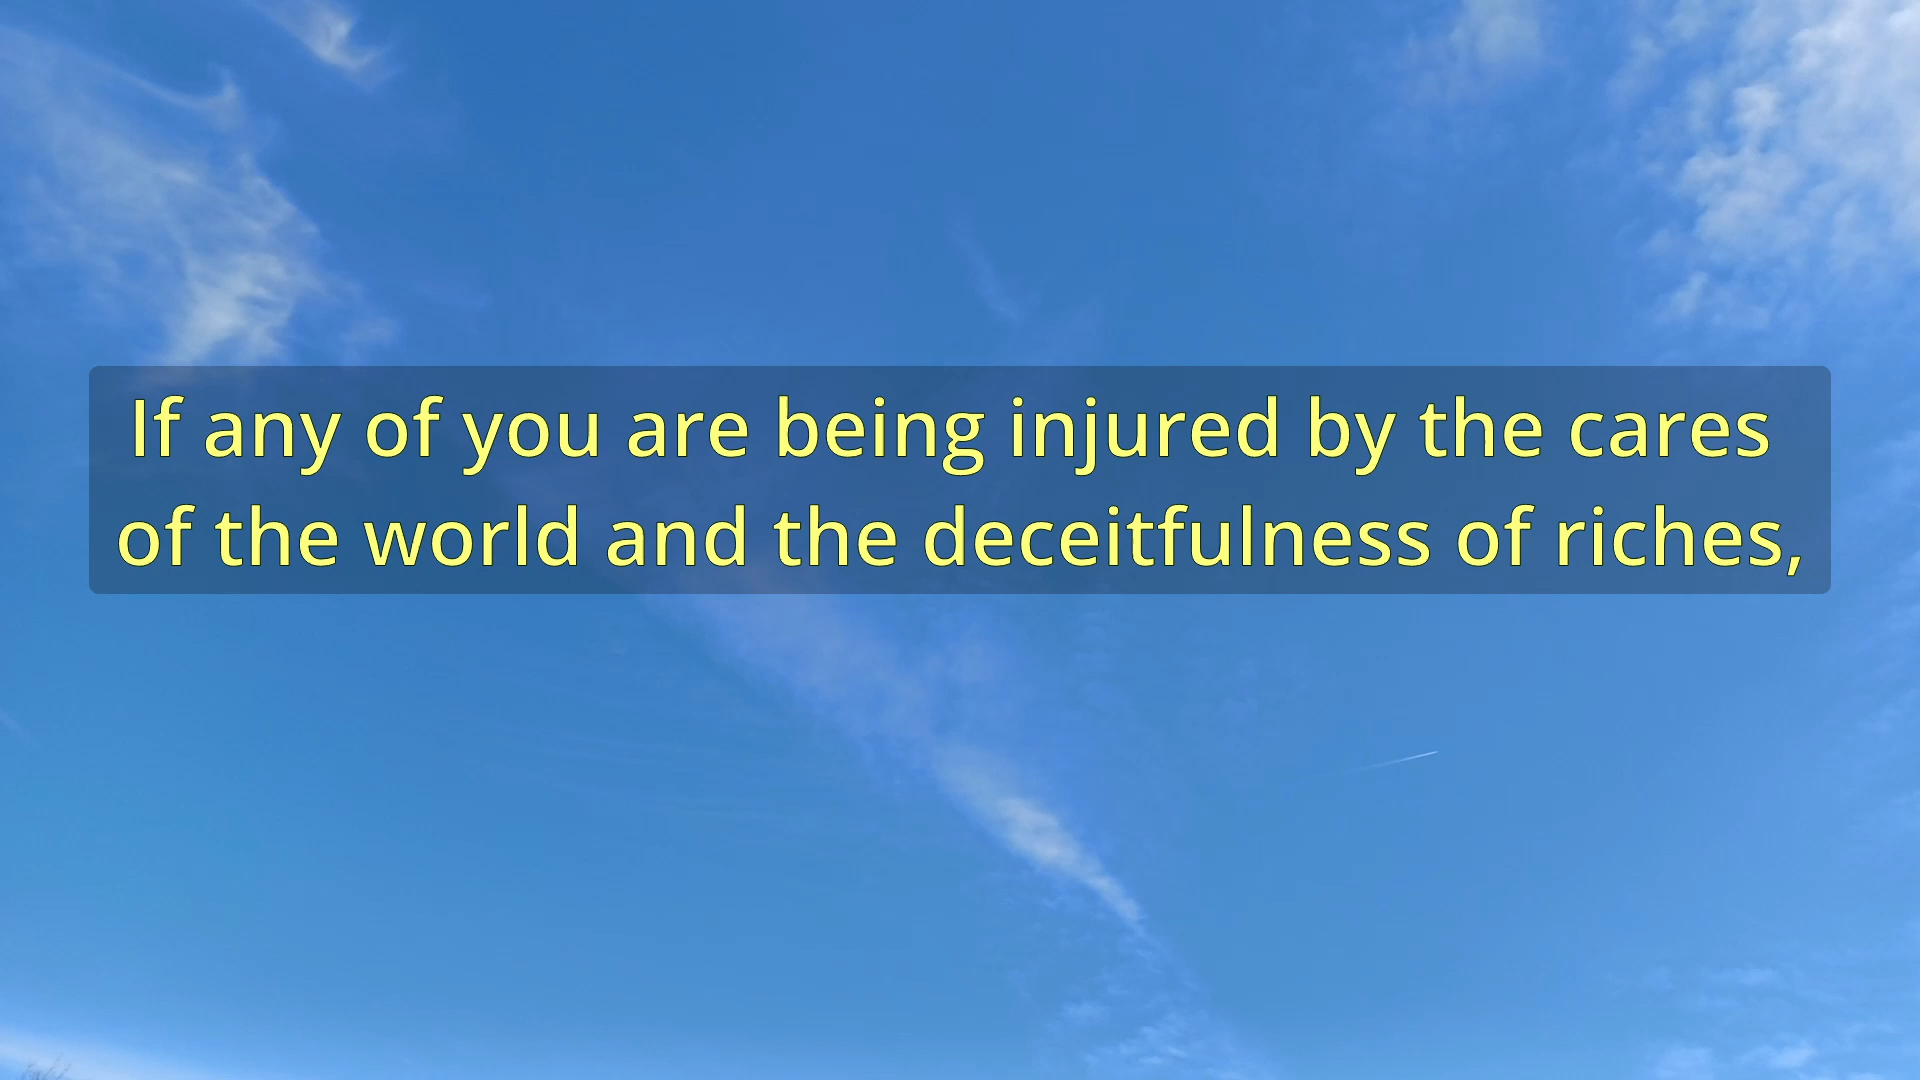 If any of you are being injured by the cares
of the world and the deceitfulness of riches,